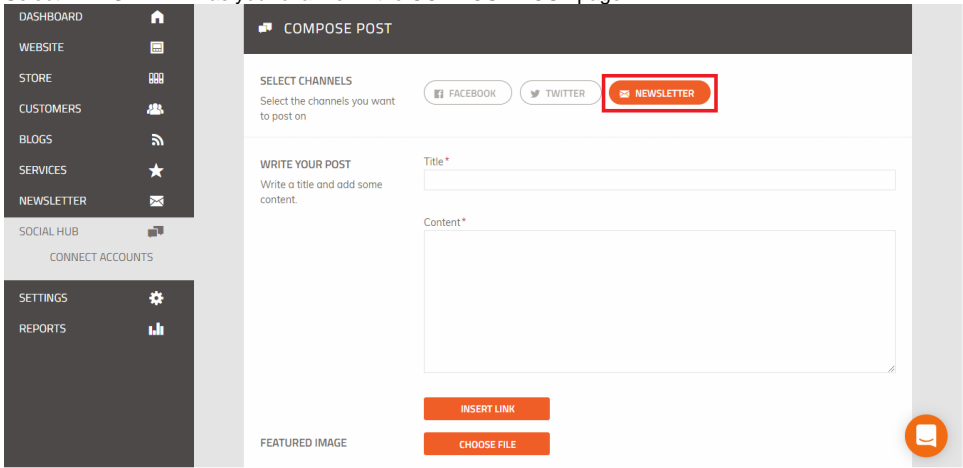 DASHBOARD
WEBSITE
STORE
CUSTOMERS
BLOGS
SERVICES
NEWSLETTER
SOCIAL HUB
CONNECT ACCOUNTS
SETTINGS
REPORTS
COMPOSE POST
SELECT CHANNELS
Select the channels you want
to post on
FACEBOOK
TWITTER
NEWSLETTER
WRITE YOUR POST
Write a title and add some
content.
Title*
Content*
INSERT LINK
FEATURED IMAGE
CHOOSE FILE